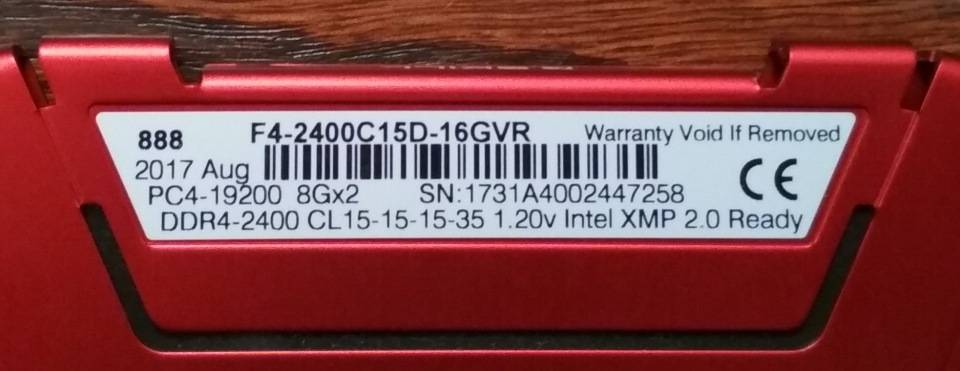 888 F4-2400C15D-16GVR Warranty Void If Removed
2017 Aug
PC4-19200 8Gx2 SN:1731A4002447258 CE
DDR4-2400 CL15-15-15-35 1.20v Intel XMP 2.0 Ready